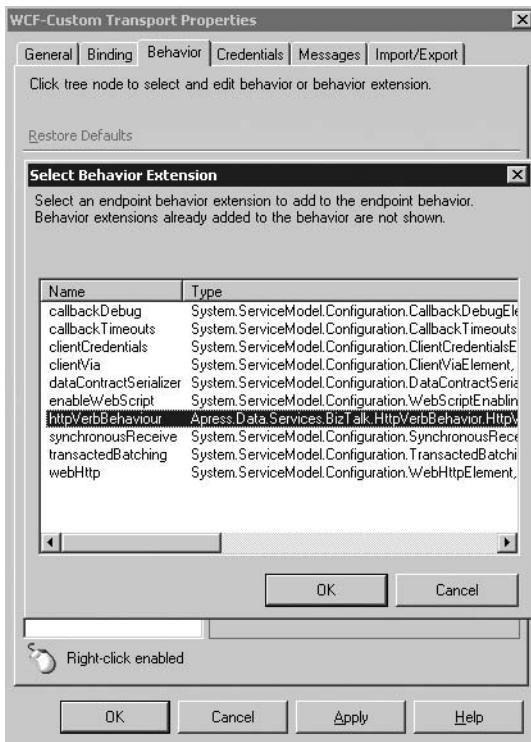 WCF-Custom Transport Properties
General Binding Behavior Credentials Messages Import/Export
Click tree node to select and edit behavior or behavior extension.
Restore Defaults
Select Behavior Extension
Select an endpoint behavior extension to add to the endpoint behavior.
Behavior extensions already added to the behavior are not shown.
Name Type
callbackDebug System.ServiceModel.Configuration.CallbackDebugEle
callbackTimeouts System.ServiceModel.Configuration.CallbackTimeouts
clientCredentials System.ServiceModel.Configuration.ClientCredentialsE
clientVia System.ServiceModel.Configuration.ClientViaElement,
dataContractSerializer System.ServiceModel.Configuration.DataContractSeria
enableWebScript System.ServiceModel.Configuration.WebScriptEnablin
httpVerbBehaviour Apress.Data.Services.BizTalk.HttpVerbBehavior.HttpV
synchronousReceive System.ServiceModel.Configuration.SynchronousRece
transactedBatching System.ServiceModel.Configuration.TransactedBatchi
webHttp System.ServiceModel.Configuration.WebHttpElement,
OK Cancel
Right-click enabled
OK Cancel Apply Help